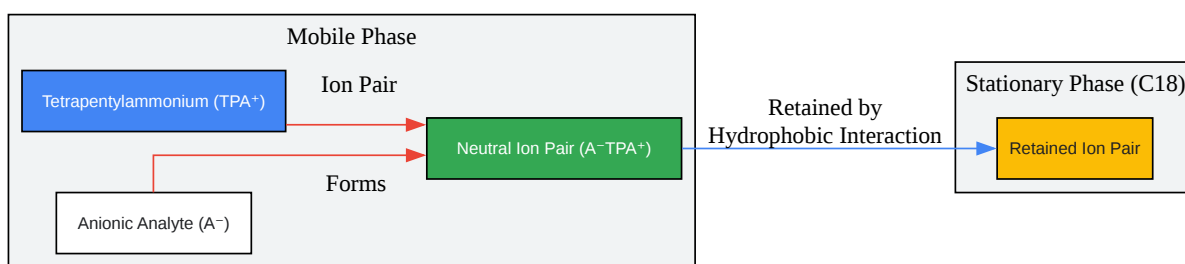 Mobile Phase
Tetrapentylammonium (TPA⁺)
Ion Pair
Anionic Analyte (A⁻)
Forms
Neutral Ion Pair (A⁻TPA⁺)
Retained by
Hydrophobic Interaction
Stationary Phase (C18)
Retained Ion Pair